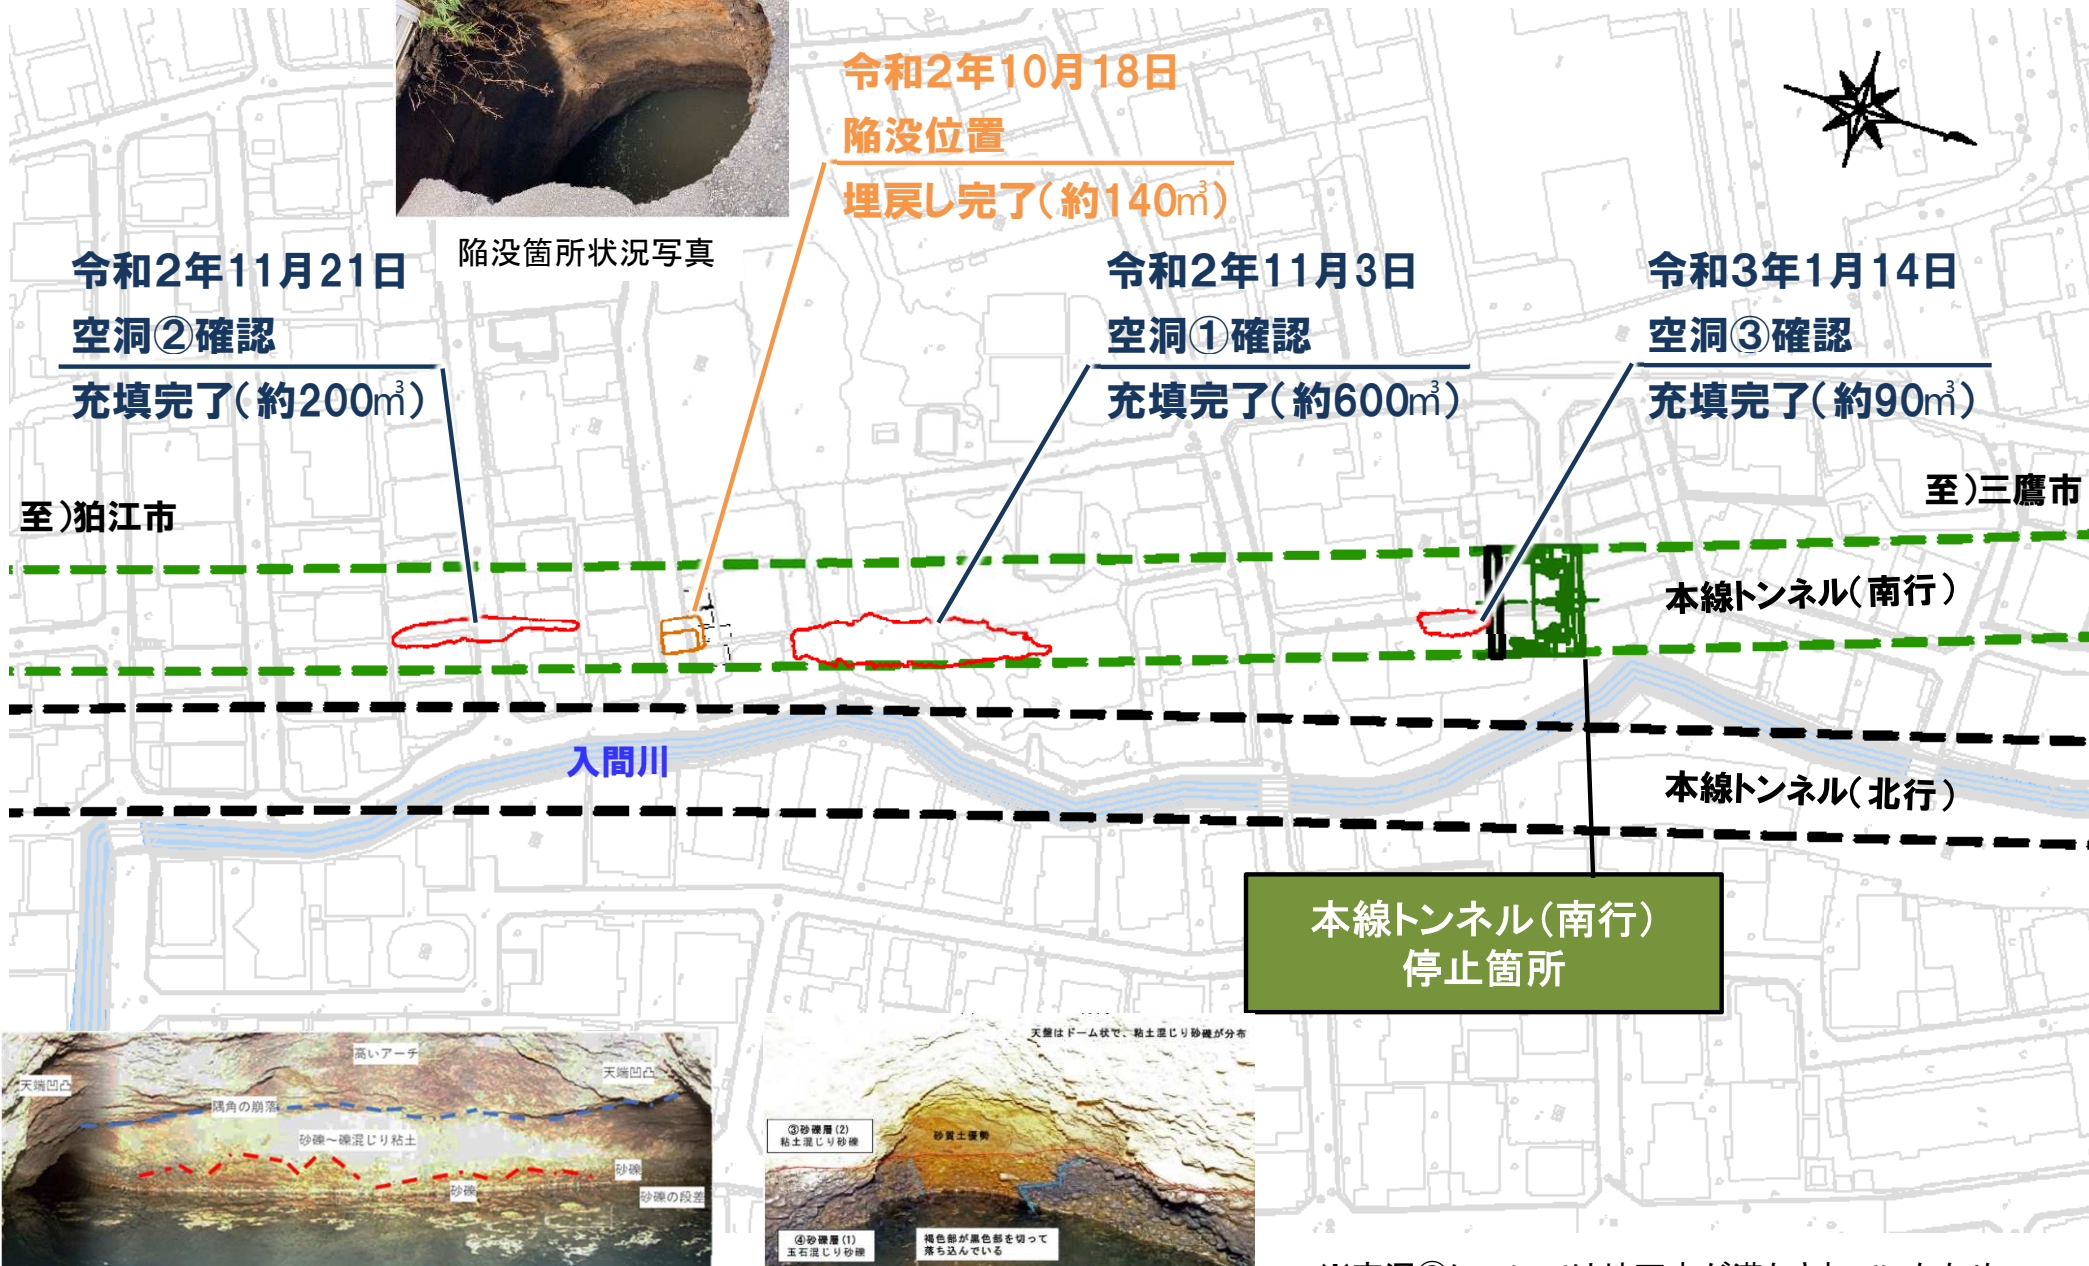 令和2年10月18日
陥没位置
埋戻し完了(約140㎥)
陥没箇所状況写真
令和2年11月21日
空洞②確認
充填完了(約200㎥)
令和2年11月3日
空洞①確認
充填完了(約600㎥)
令和3年1月14日
空洞③確認
充填完了(約90㎥)
至)狛江市
至)三鷹市
本線トンネル(南行)
入間川
本線トンネル(北行)
本線トンネル(南行)
停止箇所
高いアーチ
天端凹凸
天端凹凸
隅角の崩落
砂礫~礫混じり粘土
砂礫
砂礫
砂礫の段差
天盤はドーム状で、粘土混じり砂礫が分布
③砂礫層(2)
粘土混じり砂礫
砂質土優勢
④砂礫層(1)
玉石混じり砂礫
褐色部が黒色部を切って
落ち込んでいる